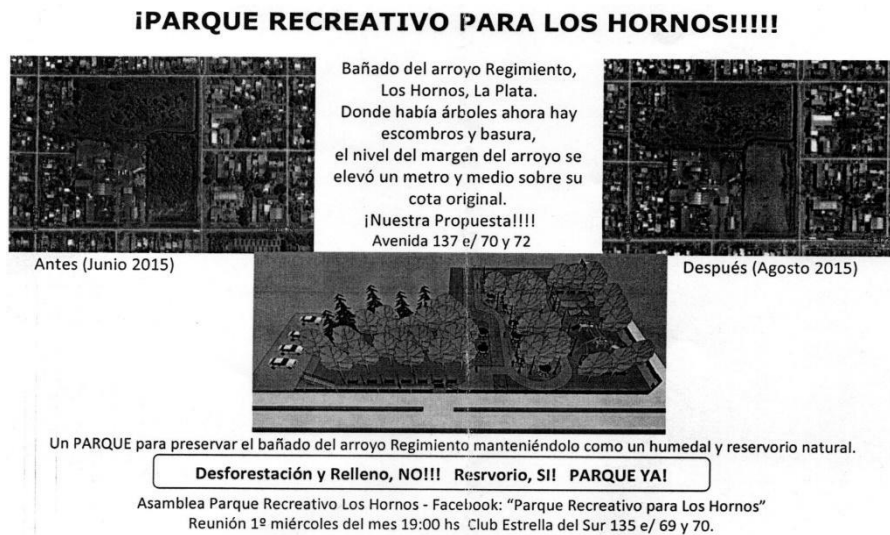 ¡PARQUE RECREATIVO PARA LOS HORNOS!!!!!
Bañado del arroyo Regimiento,
Los Hornos, La Plata.
Donde había árboles ahora hay
escombros y basura,
el nivel del margen del arroyo se
elevó un metro y medio sobre su
cota original.
¡Nuestra Propuesta!!!!
Avenida 137 e/ 70 y 72
Antes (Junio 2015)
Después (Agosto 2015)
Un PARQUE para preservar el bañado del arroyo Regimiento manteniéndolo como un humedal y reservorio natural.
Desforestación y Relleno, NO!!! Resrvorio, SI! PARQUE YA!
Asamblea Parque Recreativo Los Hornos - Facebook: “Parque Recreativo para Los Hornos”
Reunión 1º miércoles del mes 19:00 hs Club Estrella del Sur 135 e/ 69 y 70.